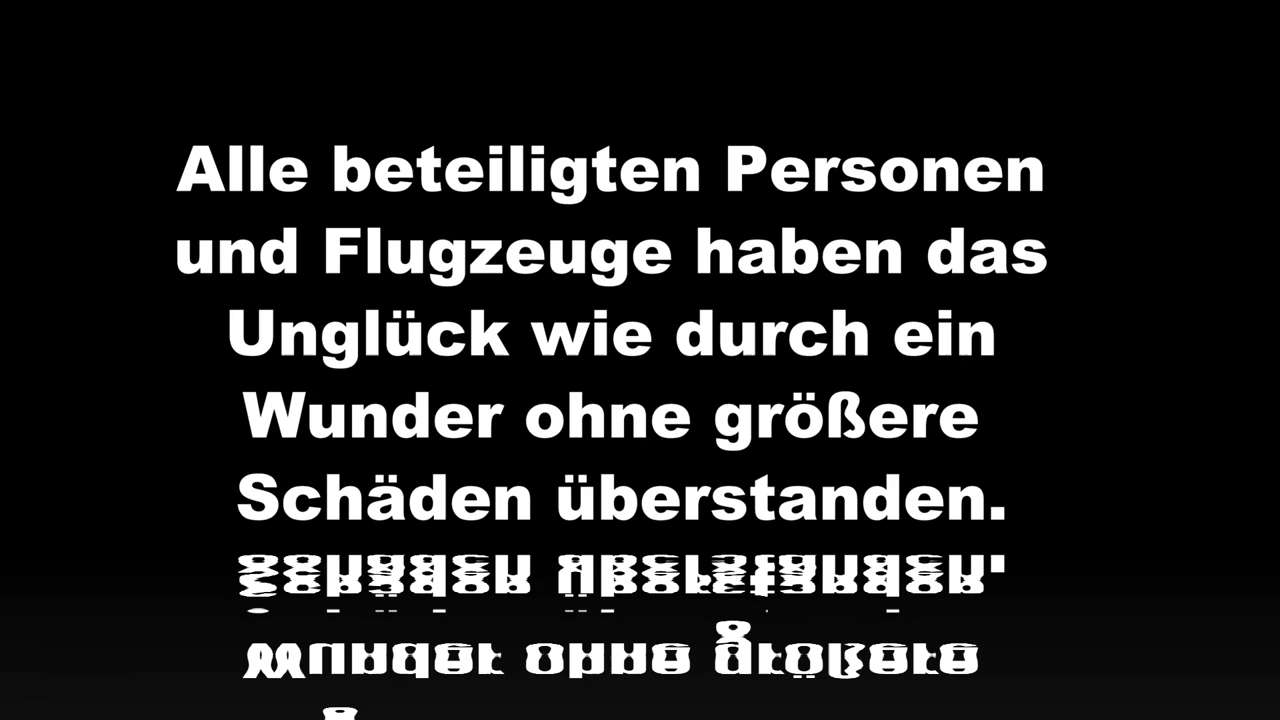 Alle beteiligten Personen
und Flugzeuge haben das
Unglück wie durch ein
Wunder ohne größere
Schäden überstanden.